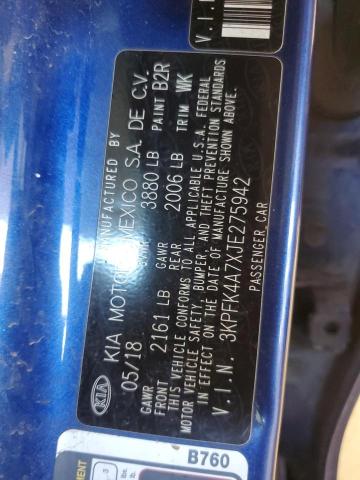 MANUFACTURED BY
KIA
KIA MOTORS MEXICO S.A. DE C.V.
05/18 GVWR 3880 LB PAINT B2R
GAWR GAWR
FRONT 2161 LB REAR 2006 LB TRIM WK
THIS VEHICLE CONFORMS TO ALL APPLICABLE U.S.A. FEDERAL
MOTOR VEHICLE SAFETY, BUMPER, AND THEFT PREVENTION STANDARDS
IN EFFECT ON THE DATE OF MANUFACTURE SHOWN ABOVE.
V.I.N. 3KPFK4A7XJE275942
PASSENGER CAR
V.I.N
B760